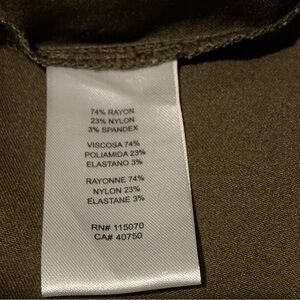 74% RAYON
23% NYLON
3% SPANDEX
VISCOSA 74%
POLIAMIDA 23%
ELASTANO 3%
RAYONNE 74%
NYLON 23%
ELASTANE 3%
RN# 115070
CA# 40750